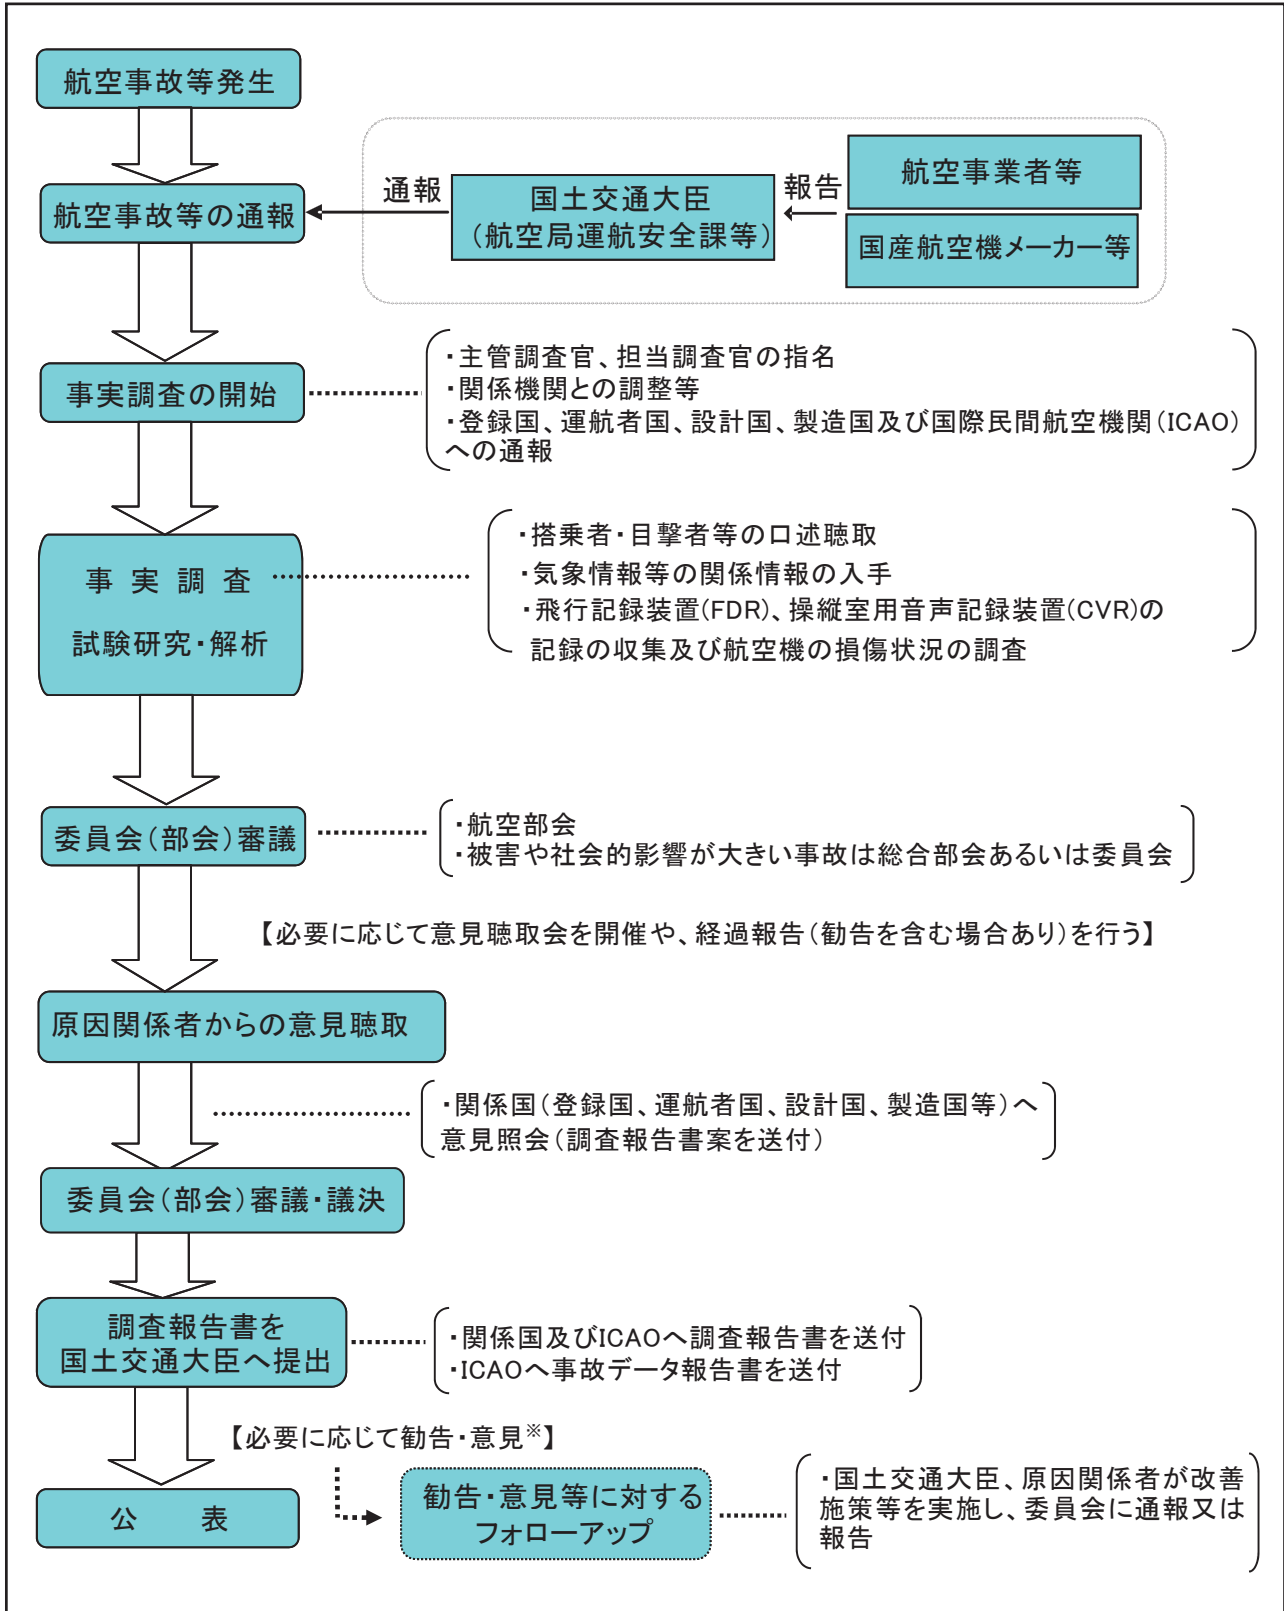 航空事故等発生
航空事故等の通報
通報
国土交通大臣
(航空局運航安全課等)
報告
航空事業者等
国産航空機メーカー等
事実調査の開始
・主管調査官、担当調査官の指名
・関係機関との調整等
・登録国、運航者国、設計国、製造国及び国際民間航空機関(ICAO)
への通報
事実調査
試験研究・解析
・搭乗者・目撃者等の口述聴取
・気象情報等の関係情報の入手
・飛行記録装置(FDR)、操縦室用音声記録装置(CVR)の
記録の収集及び航空機の損傷状況の調査
委員会(部会)審議
・航空部会
・被害や社会的影響が大きい事故は総合部会あるいは委員会
【必要に応じて意見聴取会を開催や、経過報告(勧告を含む場合あり)を行う】
原因関係者からの意見聴取
・関係国(登録国、運航者国、設計国、製造国等)へ
意見照会(調査報告書案を送付)
委員会(部会)審議・議決
調査報告書を
国土交通大臣へ提出
・関係国及びICAOへ調査報告書を送付
・ICAOへ事故データ報告書を送付
【必要に応じて勧告・意見※】
公 表
勧告・意見等に対する
フォローアップ
・国土交通大臣、原因関係者が改善
施策等を実施し、委員会に通報又は
報告